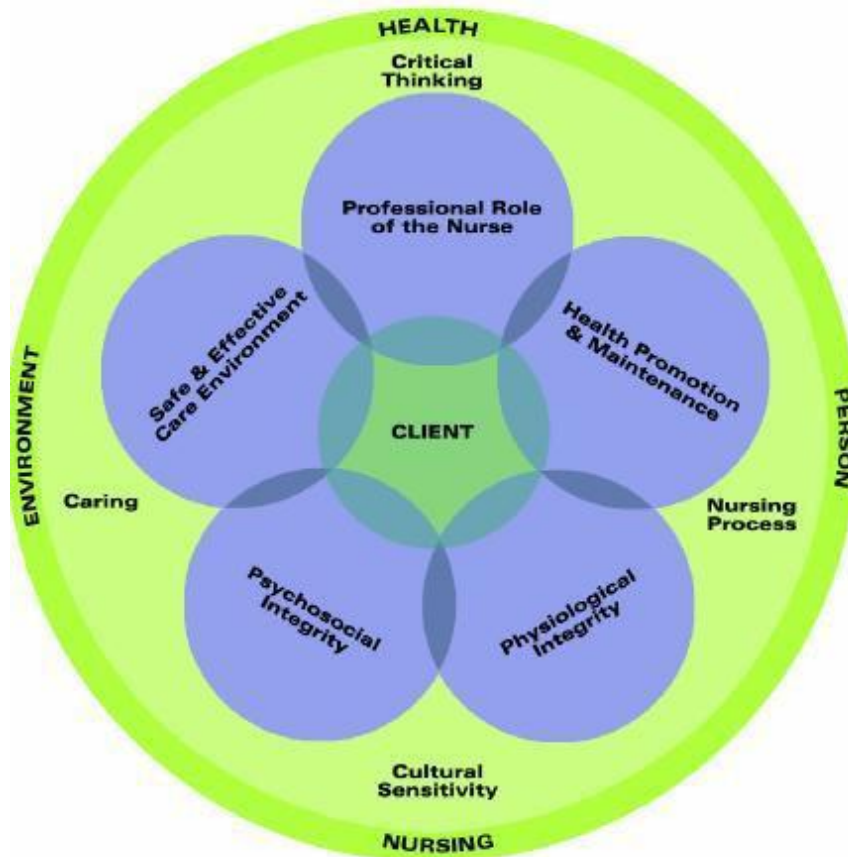 HEALTH
Critical
Thinking
Professional Role
of the Nurse
Safe & Effective
Care Environment
Health Promotion
& Maintenance
CLIENT
ENVIRONMENT
PERSON
Caring
Nursing
Process
Psychosocial
Integrity
Physiological
Integrity
Cultural
Sensitivity
NURSING